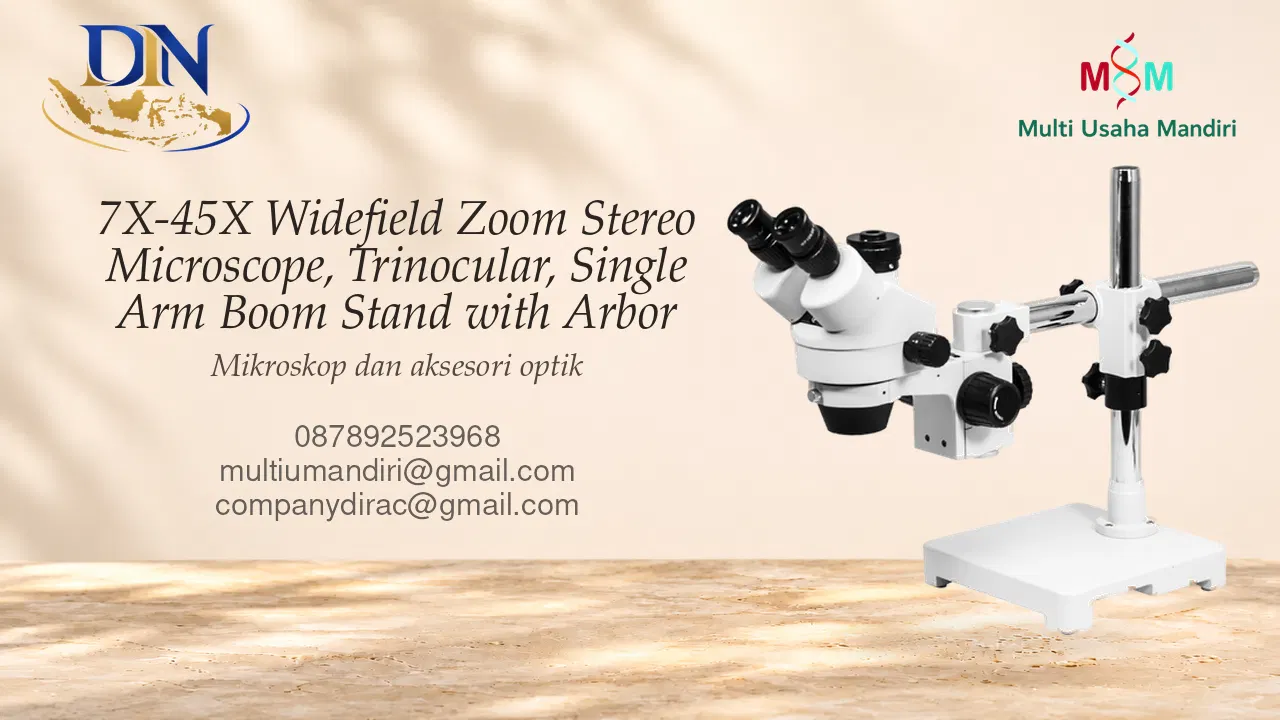 DIN
MSM
Multi Usaha Mandiri
7X-45X Widefield Zoom Stereo
Microscope, Trinocular, Single
Arm Boom Stand with Arbor
Mikroskop dan aksesori optik
087892523968
multiumandiri@gmail.com
companydirac@gmail.com